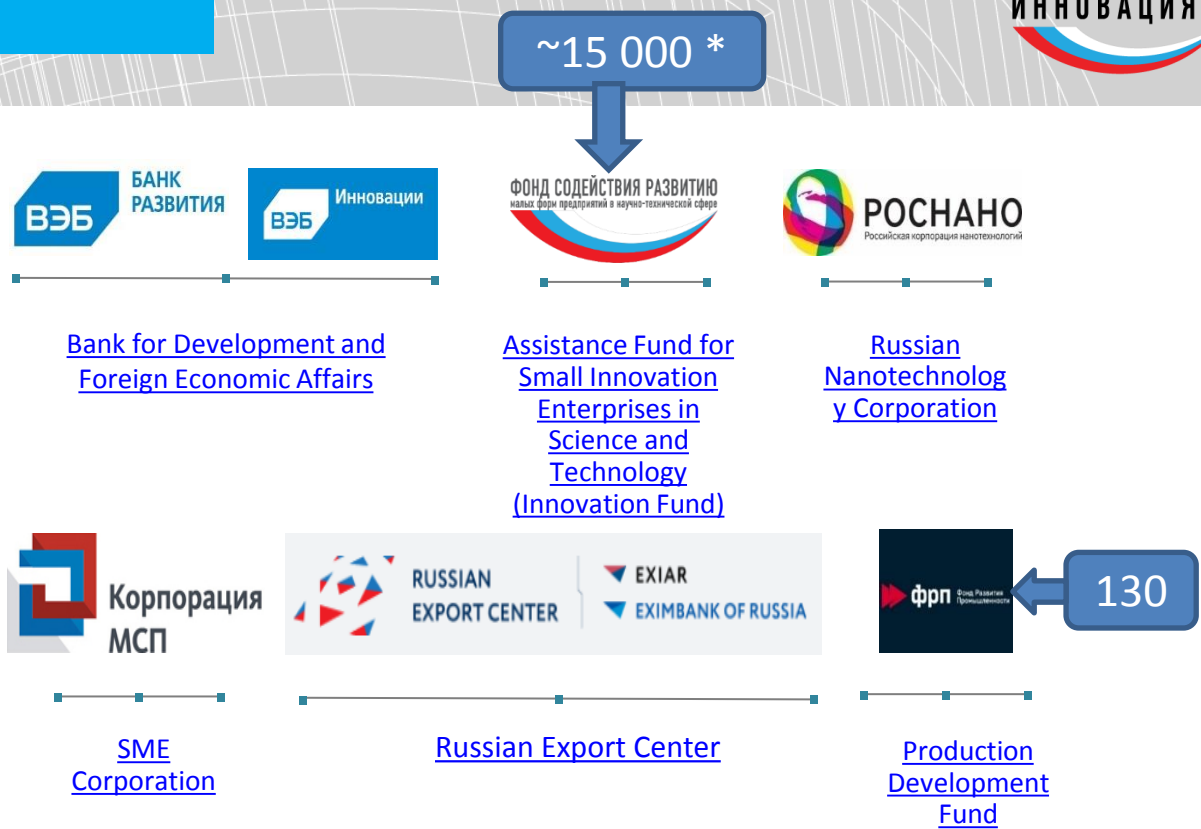 ИННОВАЦИЯ
~15 000 *
ВЭБ
БАНК
РАЗВИТИЯ
ВЭБ
Инновации
ФОНД СОДЕЙСТВИЯ РАЗВИТИЮ
малых форм предприятий в научно-технической сфере
РОСНАНО
Российская корпорация нанотехнологий
Bank for Development and
Foreign Economic Affairs
Assistance Fund for
Small Innovation
Enterprises in
Science and
Technology
(Innovation Fund)
Russian
Nanotechnolog
y Corporation
Корпорация
МСП
RUSSIAN
EXPORT CENTER
EXIAR
EXIMBANK OF RUSSIA
фрп
Фонд Развития
Промышленности
130
SME
Corporation
Russian Export Center
Production
Development
Fund